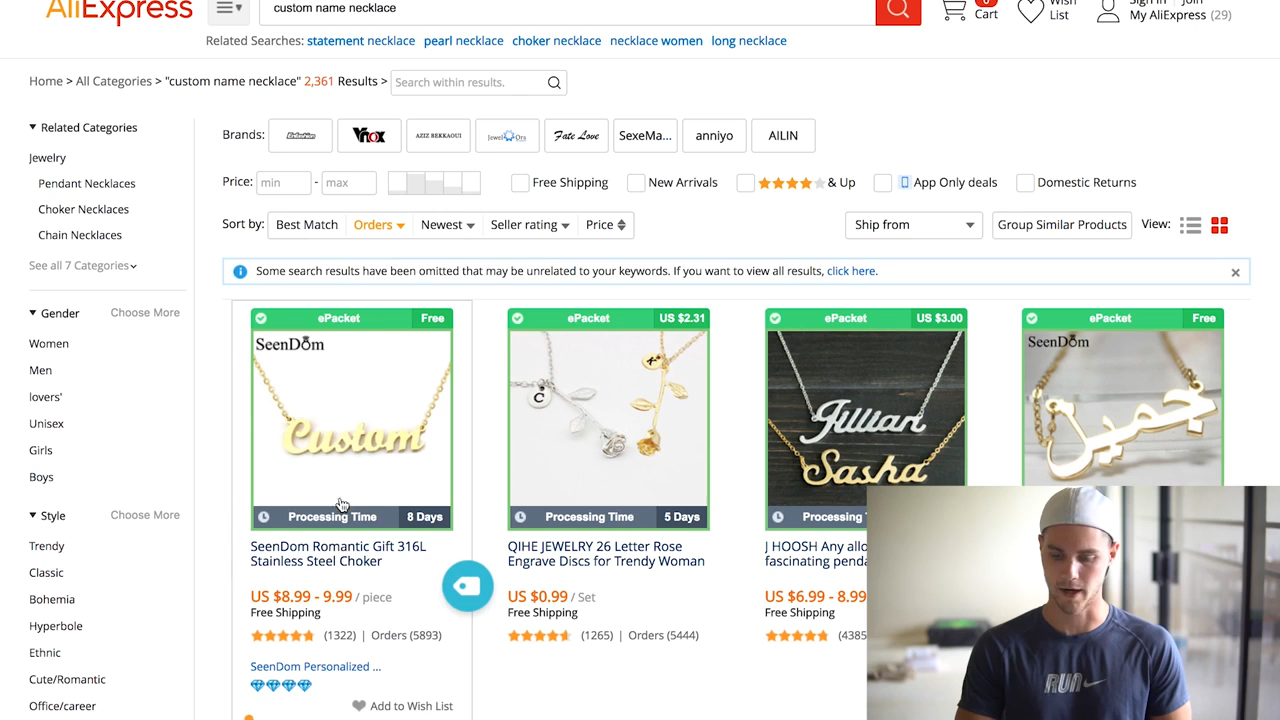 AliExpress
custom name necklace
0
Cart
Wish
List
Sign in Join
My AliExpress (29)
Related Searches: statement necklace pearl necklace choker necklace necklace women long necklace
Home > All Categories > "custom name necklace" 2,361 Results > Search within results.
Related Categories
Jewelry
Pendant Necklaces
Choker Necklaces
Chain Necklaces
See all 7 Categories
Gender Choose More
Women
Men
lovers'
Unisex
Girls
Boys
Style Choose More
Trendy
Classic
Bohemia
Hyperbole
Ethnic
Cute/Romantic
Office/career
Brands: Vnox AZIZ BEKKAOUI JewelOra Fate Love SexeMa... anniyo AILIN
Price: min - max Free Shipping New Arrivals & Up App Only deals Domestic Returns
Sort by: Best Match Orders Newest Seller rating Price Ship from Group Similar Products View:
Some search results have been omitted that may be unrelated to your keywords. If you want to view all results, click here.
ePacket Free
SeenDom
Custom
Processing Time 8 Days
SeenDom Romantic Gift 316L
Stainless Steel Choker
US $8.99 - 9.99 / piece
Free Shipping
(1322) | Orders (5893)
SeenDom Personalized ...
Add to Wish List
ePacket US $2.31
C K
Processing Time 5 Days
QIHE JEWELRY 26 Letter Rose
Engrave Discs for Trendy Woman
US $0.99 / Set
Free Shipping
(1265) | Orders (5444)
ePacket US $3.00
Jillian
Sasha
Processing
J HOOSH Any
US $6.99 - 8.99
Free Shipping
(4385
ePacket Free
SeenDom
جميل
RUN